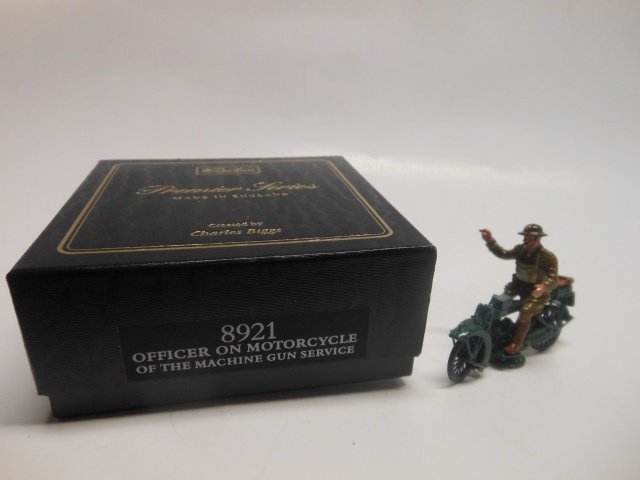 Premier Series
MADE IN ENGLAND
Created by
Charles Biggs
8921
OFFICER ON MOTORCYCLE
OF THE MACHINE GUN SERVICE